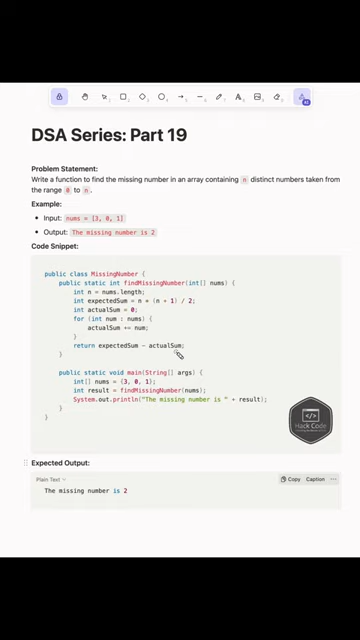 DSA Series: Part 19
Problem Statement:
Write a function to find the missing number in an array containing n distinct numbers taken from
the range 0 to n.
Example:
• Input: nums = [3, 0, 1]
• Output: The missing number is 2
Code Snippet:
public class MissingNumber {
public static int findMissingNumber(int[] nums) {
int n = nums.length;
int expectedSum = n * (n + 1) / 2;
int actualSum = 0;
for (int num : nums) {
actualSum += num;
}
return expectedSum - actualSum;
}
public static void main(String[] args) {
int[] nums = {3, 0, 1};
int result = findMissingNumber(nums);
System.out.println("The missing number is " + result);
}
}
Hack Code
Expected Output:
Plain Text
Copy Caption ...
The missing number is 2